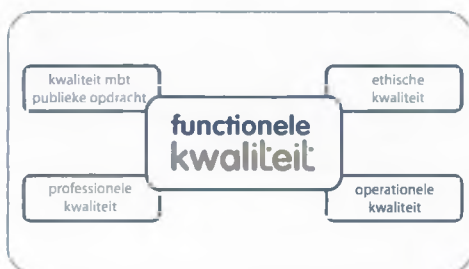 kwaliteit mbt
publieke opdracht
ethische
kwaliteit
functionele
kwaliteit
professionele
kwaliteit
operationele
kwaliteit